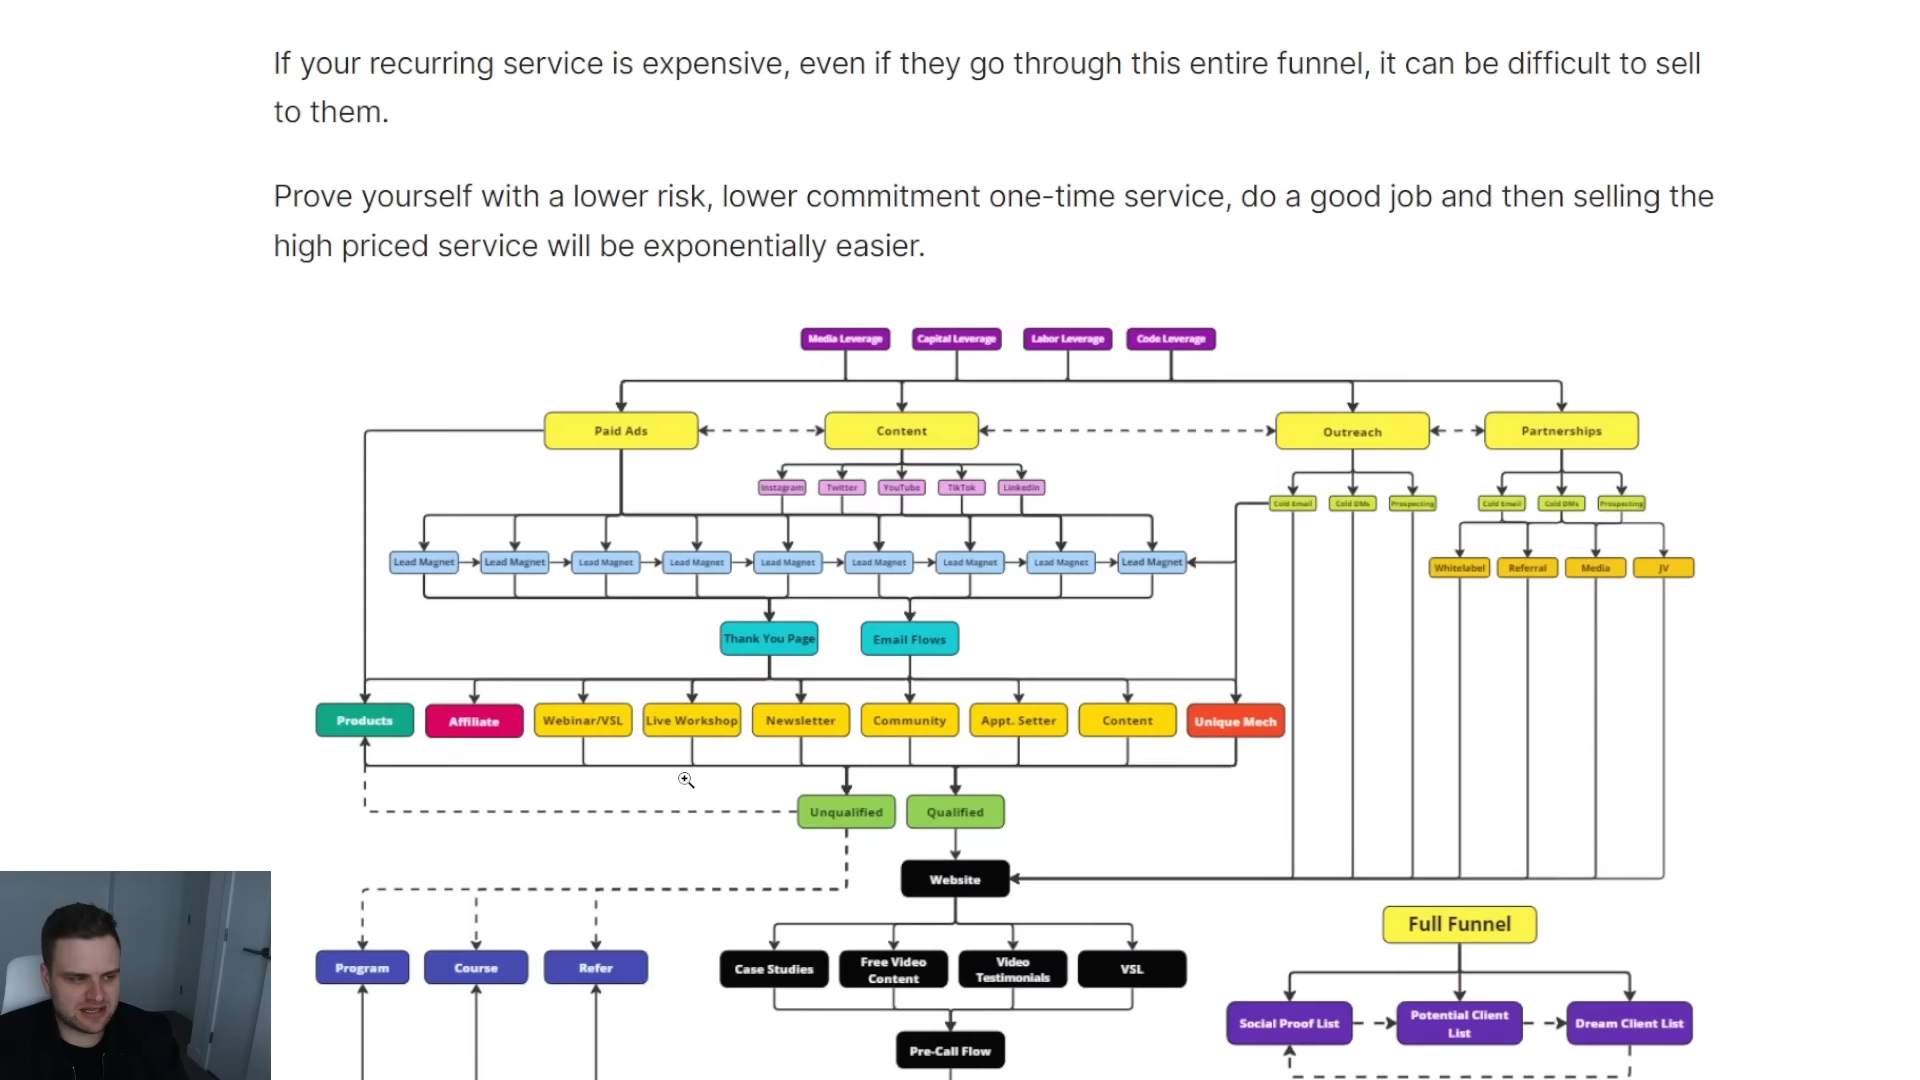 If your recurring service is expensive, even if they go through this entire funnel, it can be difficult to sell
to them.
Prove yourself with a lower risk, lower commitment one-time service, do a good job and then selling the
high priced service will be exponentially easier.
Media Leverage Capital Leverage Labor Leverage Code Leverage
Paid Ads Content Outreach Partnerships
Instagram Twitter YouTube TikTok Linkedin
Cold Email Cold DMs Prospecting Cold Email Cold DMs Prospecting
Lead Magnet Lead Magnet Lead Magnet Lead Magnet Lead Magnet Lead Magnet Lead Magnet Lead Magnet Lead Magnet
Whitelabel Referral Media JV
Thank You Page Email Flows
Products Affiliate Webinar/VSL Live Workshop Newsletter Community Appt. Setter Content Unique Mech
Unqualified Qualified
Website
Full Funnel
Program Course Refer
Case Studies
Free Video
Content
Video
Testimonials
VSL
Social Proof List
Potential Client
List
Dream Client List
Pre-Call Flow